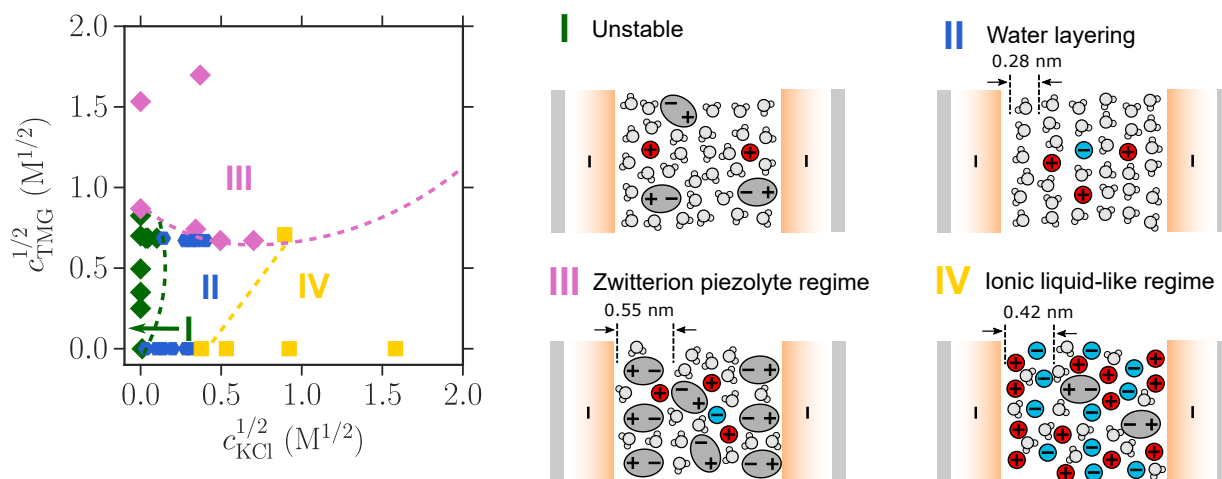 2.0
1.5
1.0
0.5
0.0
c_TMG^1/2 (M^1/2)
0.0 0.5 1.0 1.5 2.0
c_KCl^1/2 (M^1/2)
III
II
IV
I
I Unstable
− +
+ +
+ − − +
I I
II Water layering
0.28 nm
− + + +
I I
III Zwitterion piezolyte regime
0.55 nm
+ − + − +
+ + −
+ − − + −
+ + − + −
I I
IV Ionic liquid-like regime
0.42 nm
+ − + − + +
+ − + + − + +
− − − +
+ + − − +
+ − + − − +
I I